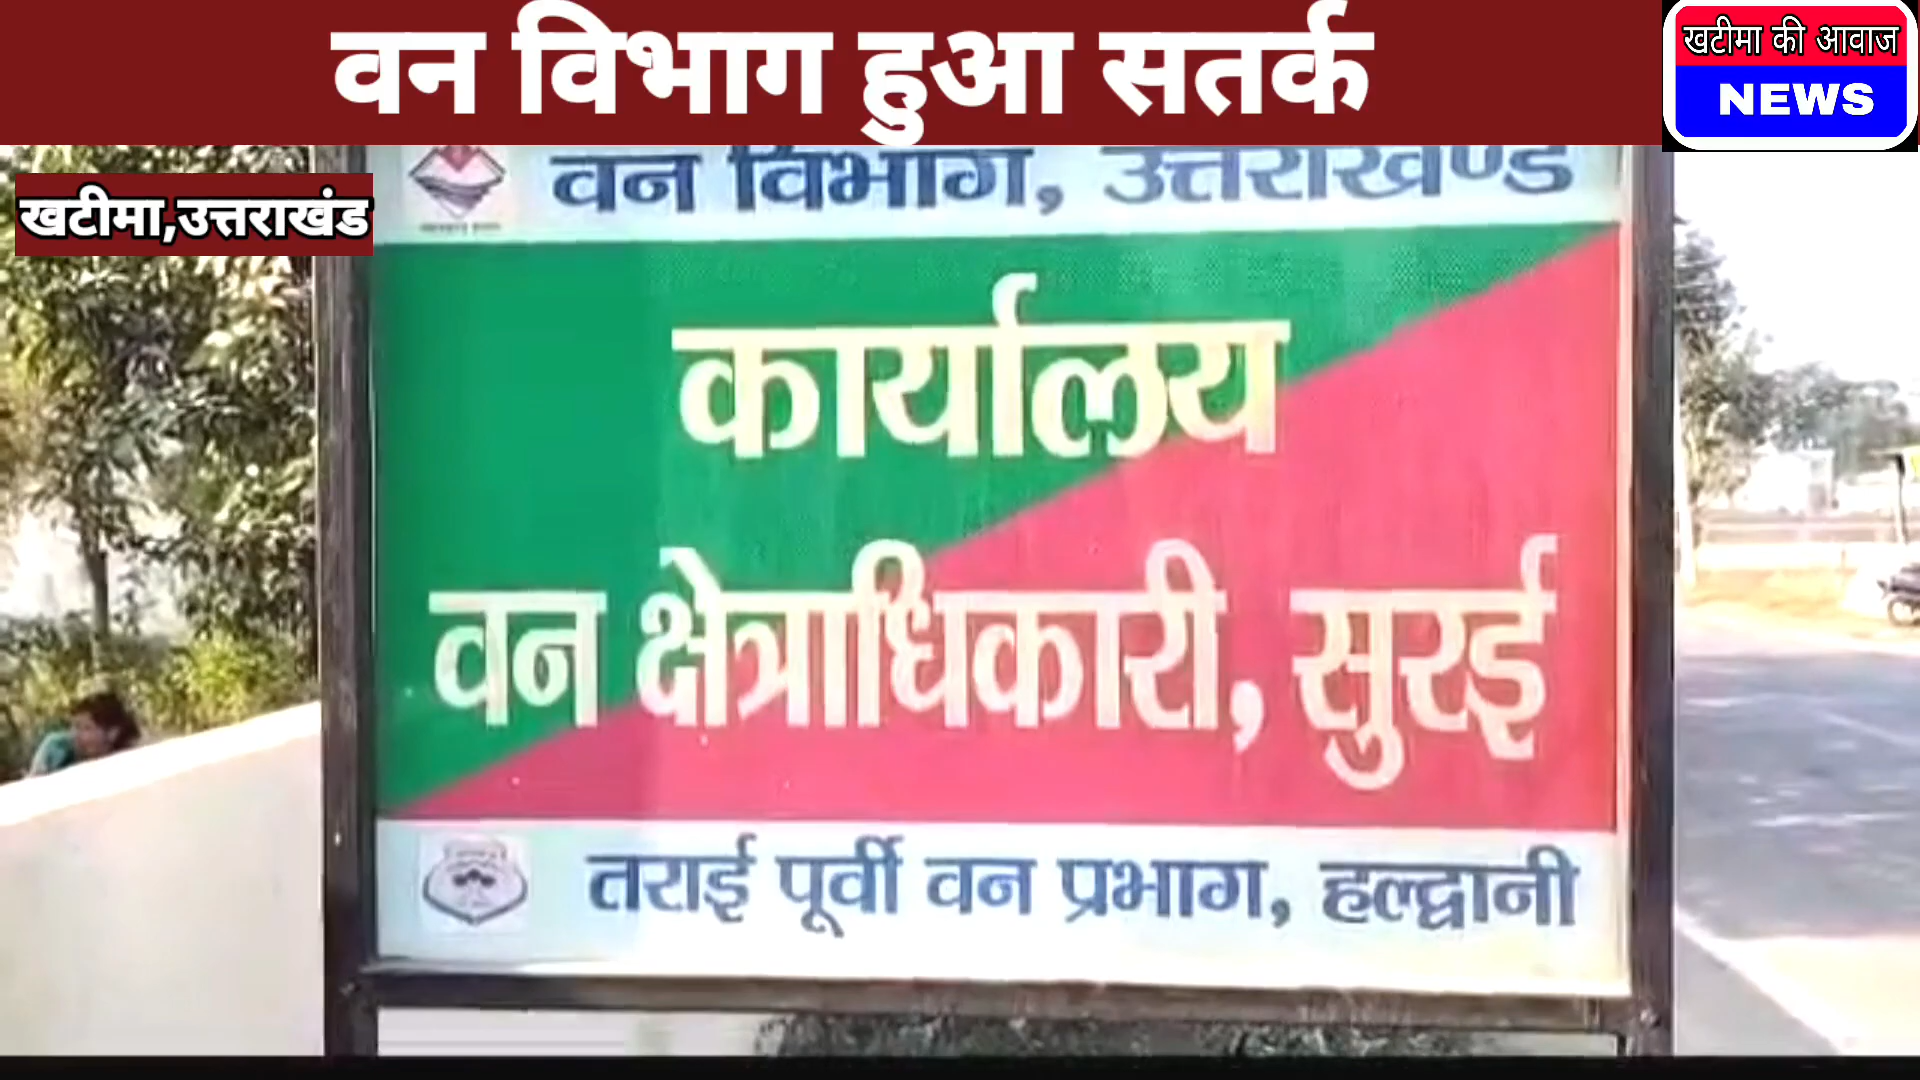 वन विभाग हुआ सतर्क
खटीमा की आवाज
NEWS
खटीमा,उत्तराखंड
वन विभाग, उत्तराखण्ड
कार्यालय
वन क्षेत्राधिकारी, सुरई
तराई पूर्वी वन प्रभाग, हल्द्वानी